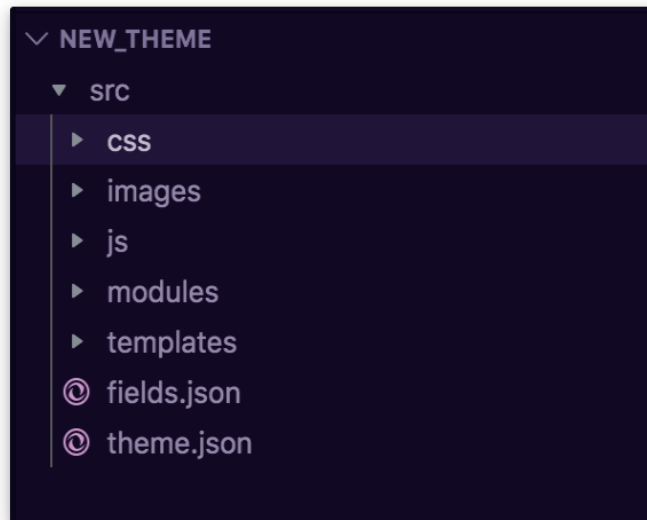 NEW_THEME
src
css
images
js
modules
templates
fields.json
theme.json